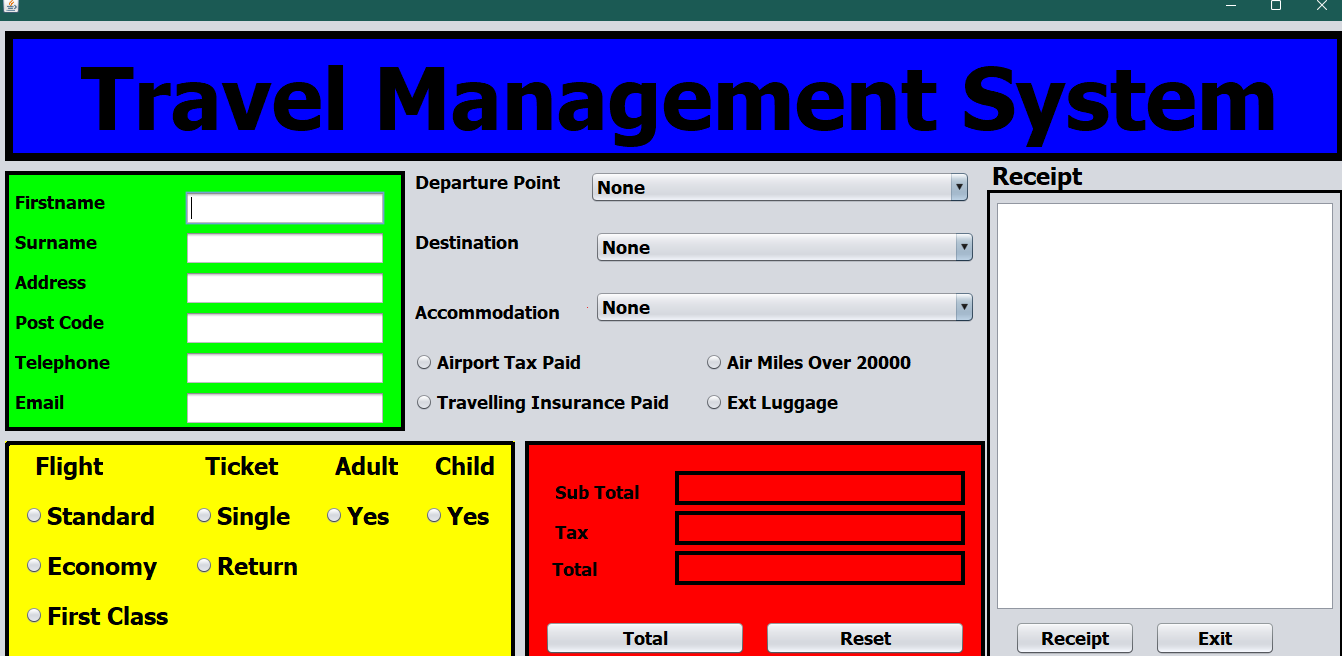 Travel Management System
Firstname
Surname
Address
Post Code
Telephone
Email
Departure Point None
Destination None
Accommodation None
Airport Tax Paid Air Miles Over 20000
Travelling Insurance Paid Ext Luggage
Receipt
Flight Ticket Adult Child
Standard Single Yes Yes
Economy Return
First Class
Sub Total
Tax
Total
Total Reset
Receipt Exit